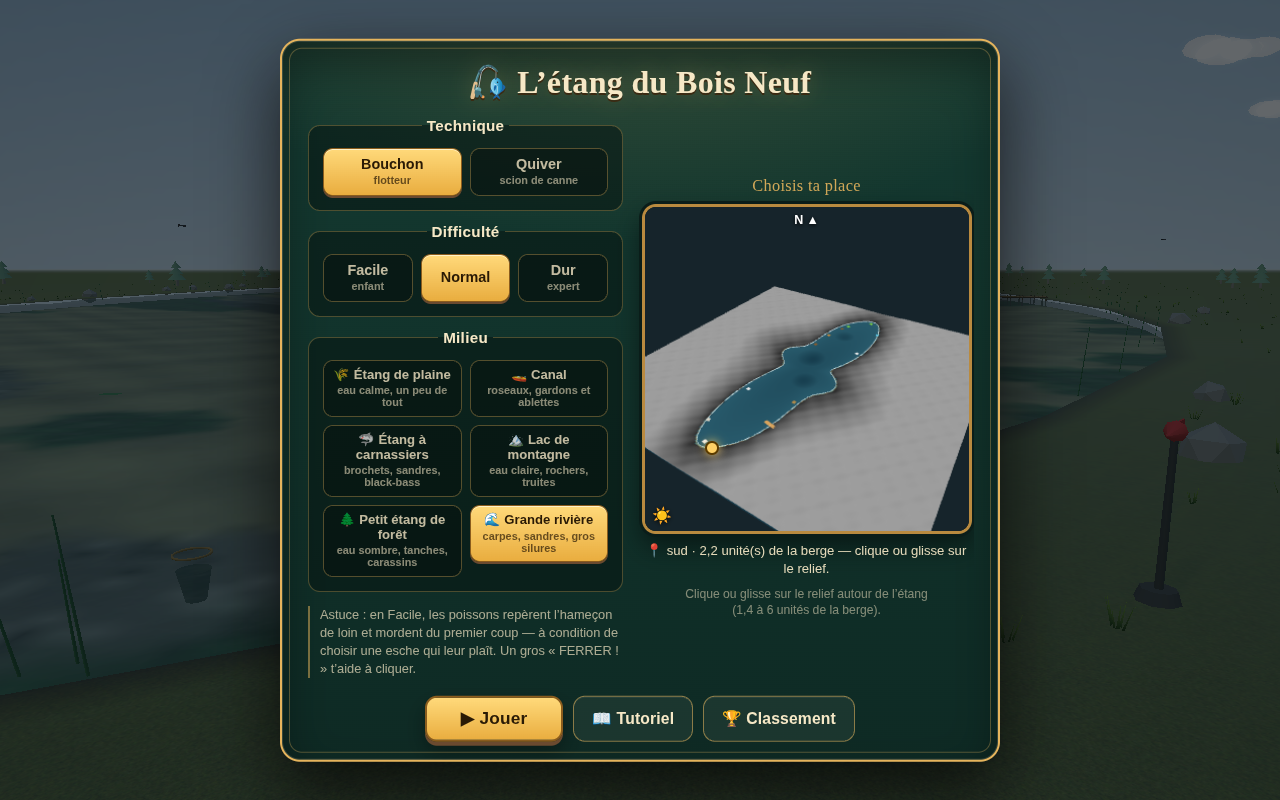 L’étang du Bois Neuf
Technique
Bouchon
flotteur
Quiver
scion de canne
Difficulté
Facile
enfant
Normal
Dur
expert
Milieu
Étang de plaine
eau calme, un peu de
tout
Canal
roseaux, gardons et
ablettes
Étang à
carnassiers
brochets, sandres,
black-bass
Lac de
montagne
eau claire, rochers,
truites
Petit étang de
forêt
eau sombre, tanches,
carassins
Grande rivière
carpes, sandres, gros
silures
Astuce : en Facile, les poissons repèrent l’hameçon
de loin et mordent du premier coup — à condition de
choisir une esche qui leur plaît. Un gros « FERRER !
» t’aide à cliquer.
Choisis ta place
N ▲
sud · 2,2 unité(s) de la berge — clique ou glisse sur
le relief.
Clique ou glisse sur le relief autour de l’étang
(1,4 à 6 unités de la berge).
▶ Jouer
Tutoriel
Classement